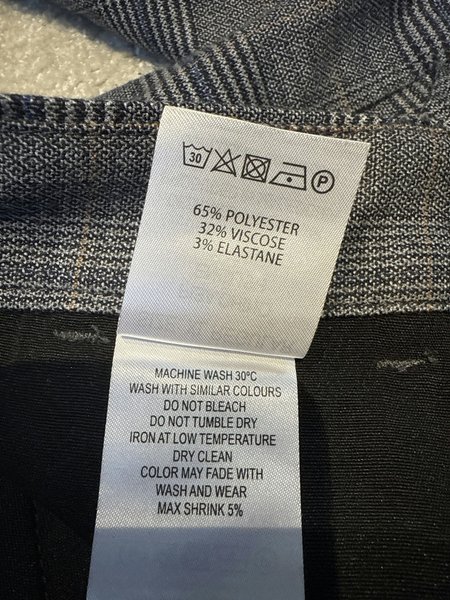 30 P
65% POLYESTER
32% VISCOSE
3% ELASTANE
MACHINE WASH 30°C
WASH WITH SIMILAR COLOURS
DO NOT BLEACH
DO NOT TUMBLE DRY
IRON AT LOW TEMPERATURE
DRY CLEAN
COLOR MAY FADE WITH
WASH AND WEAR
MAX SHRINK 5%